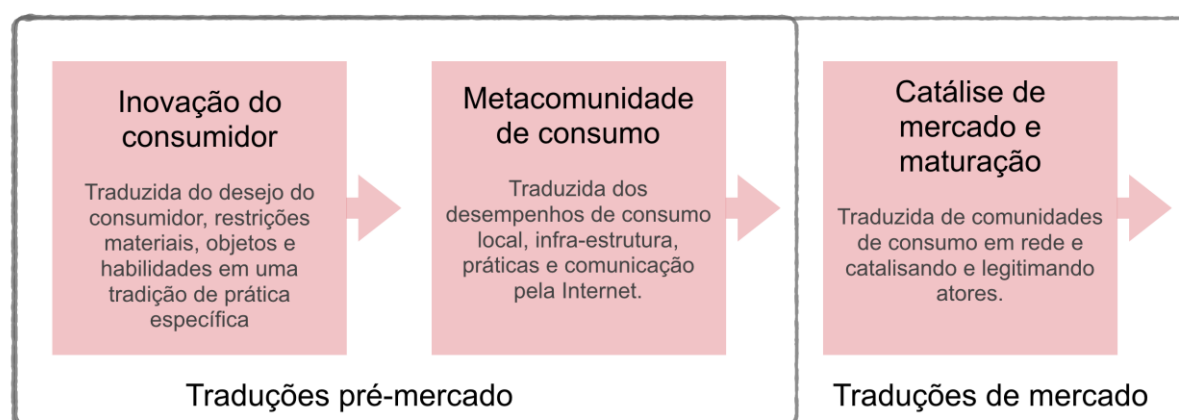 Inovação do
consumidor
Traduzida do desejo do
consumidor, restrições
materiais, objetos e
habilidades em uma
tradição de prática
específica
Metacomunidade
de consumo
Traduzida dos
desempenhos de consumo
local, infra-estrutura,
práticas e comunicação
pela Internet.
Catálise de
mercado e
maturação
Traduzida de comunidades
de consumo em rede e
catalisando e legitimando
atores.
Traduções pré-mercado
Traduções de mercado